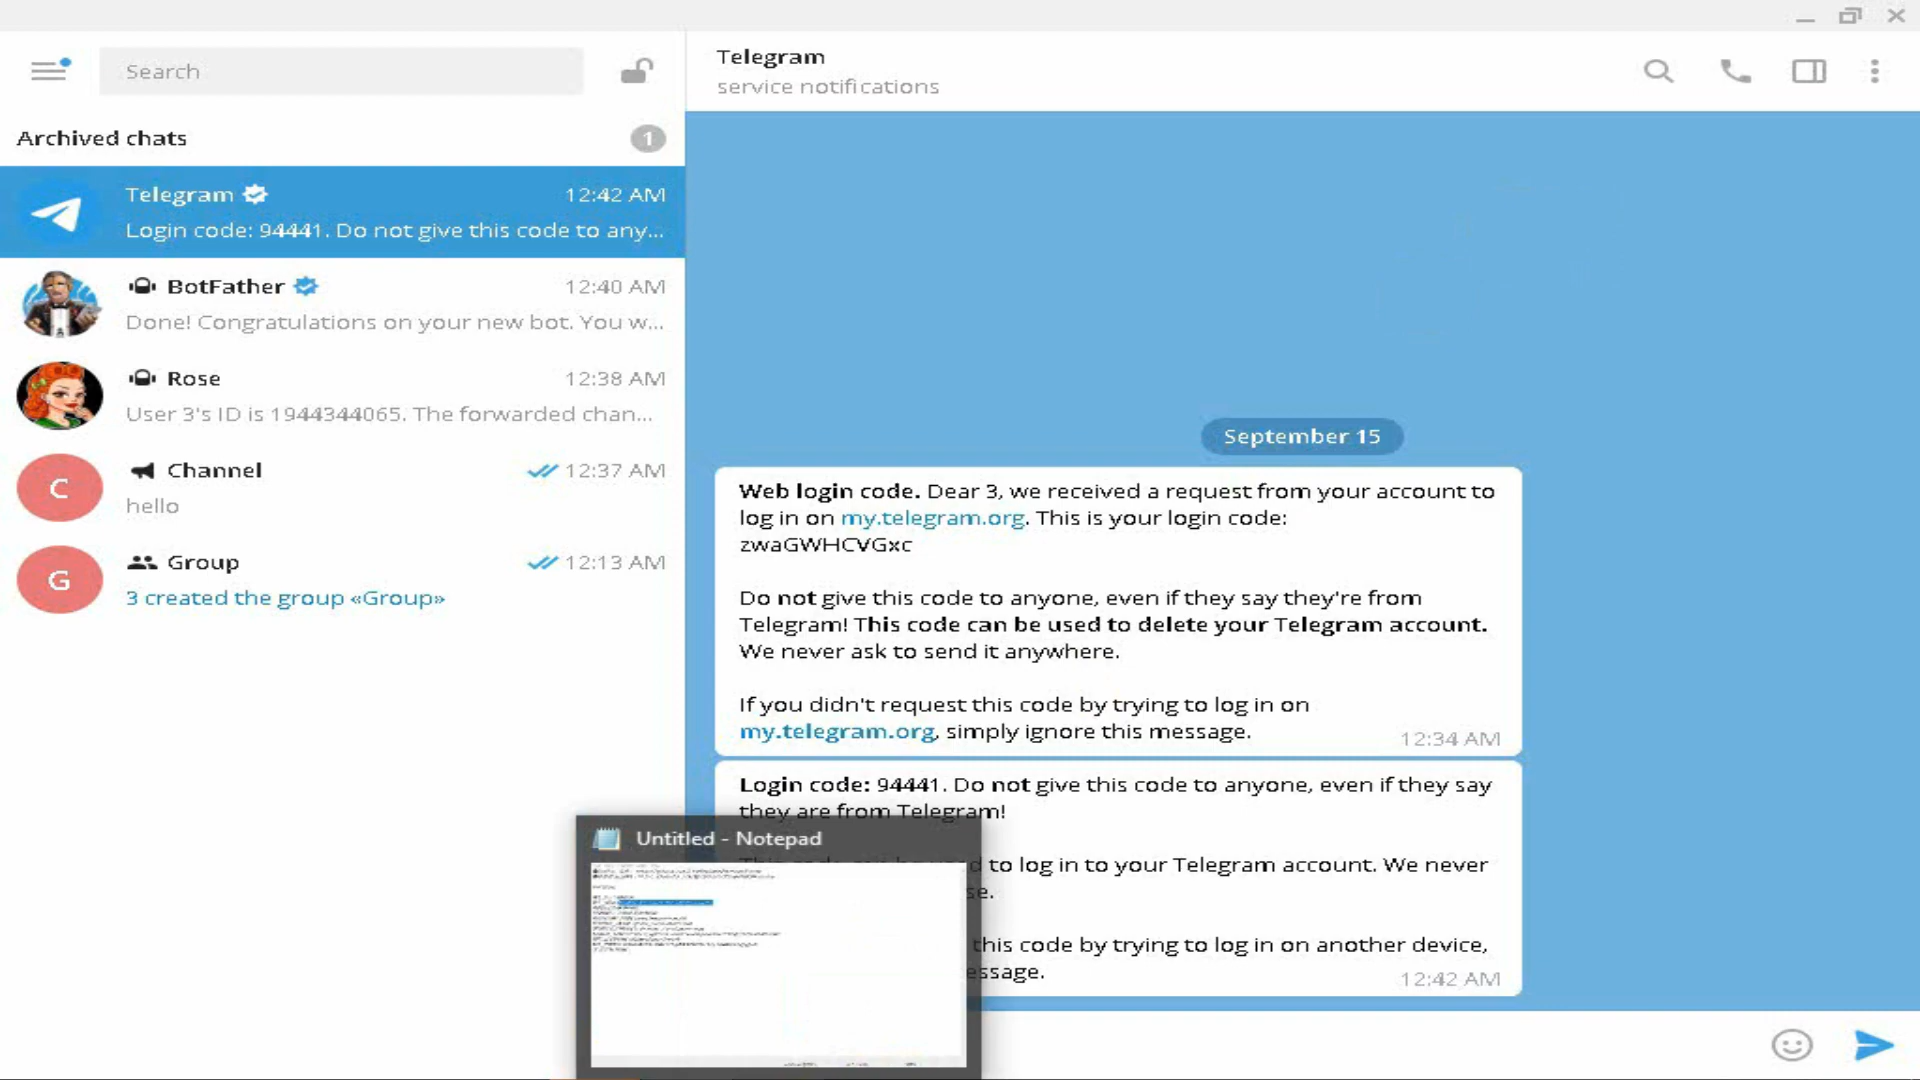 Search
Archived chats
1
Telegram
12:42 AM
Login code: 94441. Do not give this code to any...
BotFather
12:40 AM
Done! Congratulations on your new bot. You w...
Rose
12:38 AM
User 3's ID is 1944344065. The forwarded chan...
C
Channel
12:37 AM
hello
G
Group
12:13 AM
3 created the group «Group»
Telegram
service notifications
September 15
Web login code. Dear 3, we received a request from your account to
log in on my.telegram.org. This is your login code:
zwaGWHCVGxc
Do not give this code to anyone, even if they say they're from
Telegram! This code can be used to delete your Telegram account.
We never ask to send it anywhere.
If you didn't request this code by trying to log in on
my.telegram.org, simply ignore this message.
12:34 AM
Login code: 94441. Do not give this code to anyone, even if they say
they are from Telegram!
to log in to your Telegram account. We never
se.
this code by trying to log in on another device,
essage.
12:42 AM
Untitled - Notepad